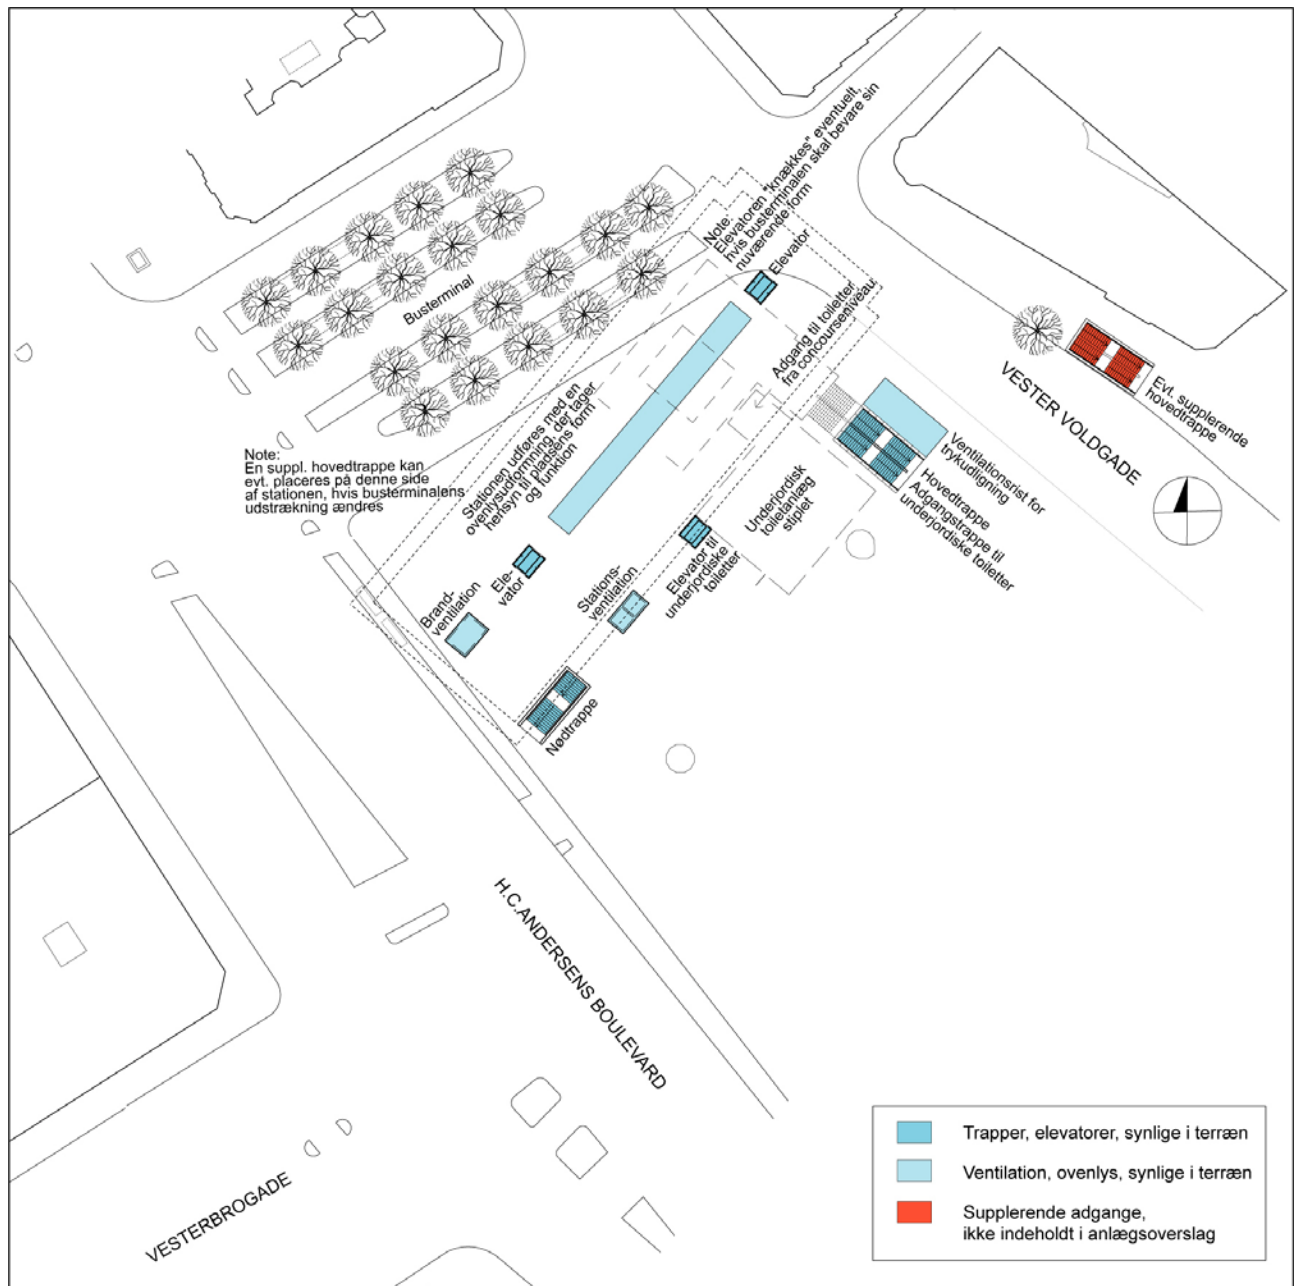 Note:
Elevatoren "knækkes" eventuelt,
hvis busterminalen skal bevare sin
nuværende form
Elevator
Busterminal
Adgang til toiletter
fra concourseniveau.
VESTER VOLDGADE
Evt. supplerende
hovedtrappe
Stationen udføres med en
ovenlysudformning, der tager
hensyn til pladsens form
og funktion
Note:
En suppl. hovedtrappe kan
evt. placeres på denne side
af stationen, hvis busterminalens
udstrækning ændres
Ventilationsrist for
trykudligning
Hovedtrappe
Adgangstrappe til
underjordiske toiletter
Underjordisk
toiletanlæg
stiplet
Elevator til
underjordiske
toiletter
Ele-
vator
Stations-
ventilation
Brand-
ventilation
Nødtrappe
H.C.ANDERSENS BOULEVARD
VESTERBROGADE
Trapper, elevatorer, synlige i terræn
Ventilation, ovenlys, synlige i terræn
Supplerende adgange,
ikke indeholdt i anlægsoverslag